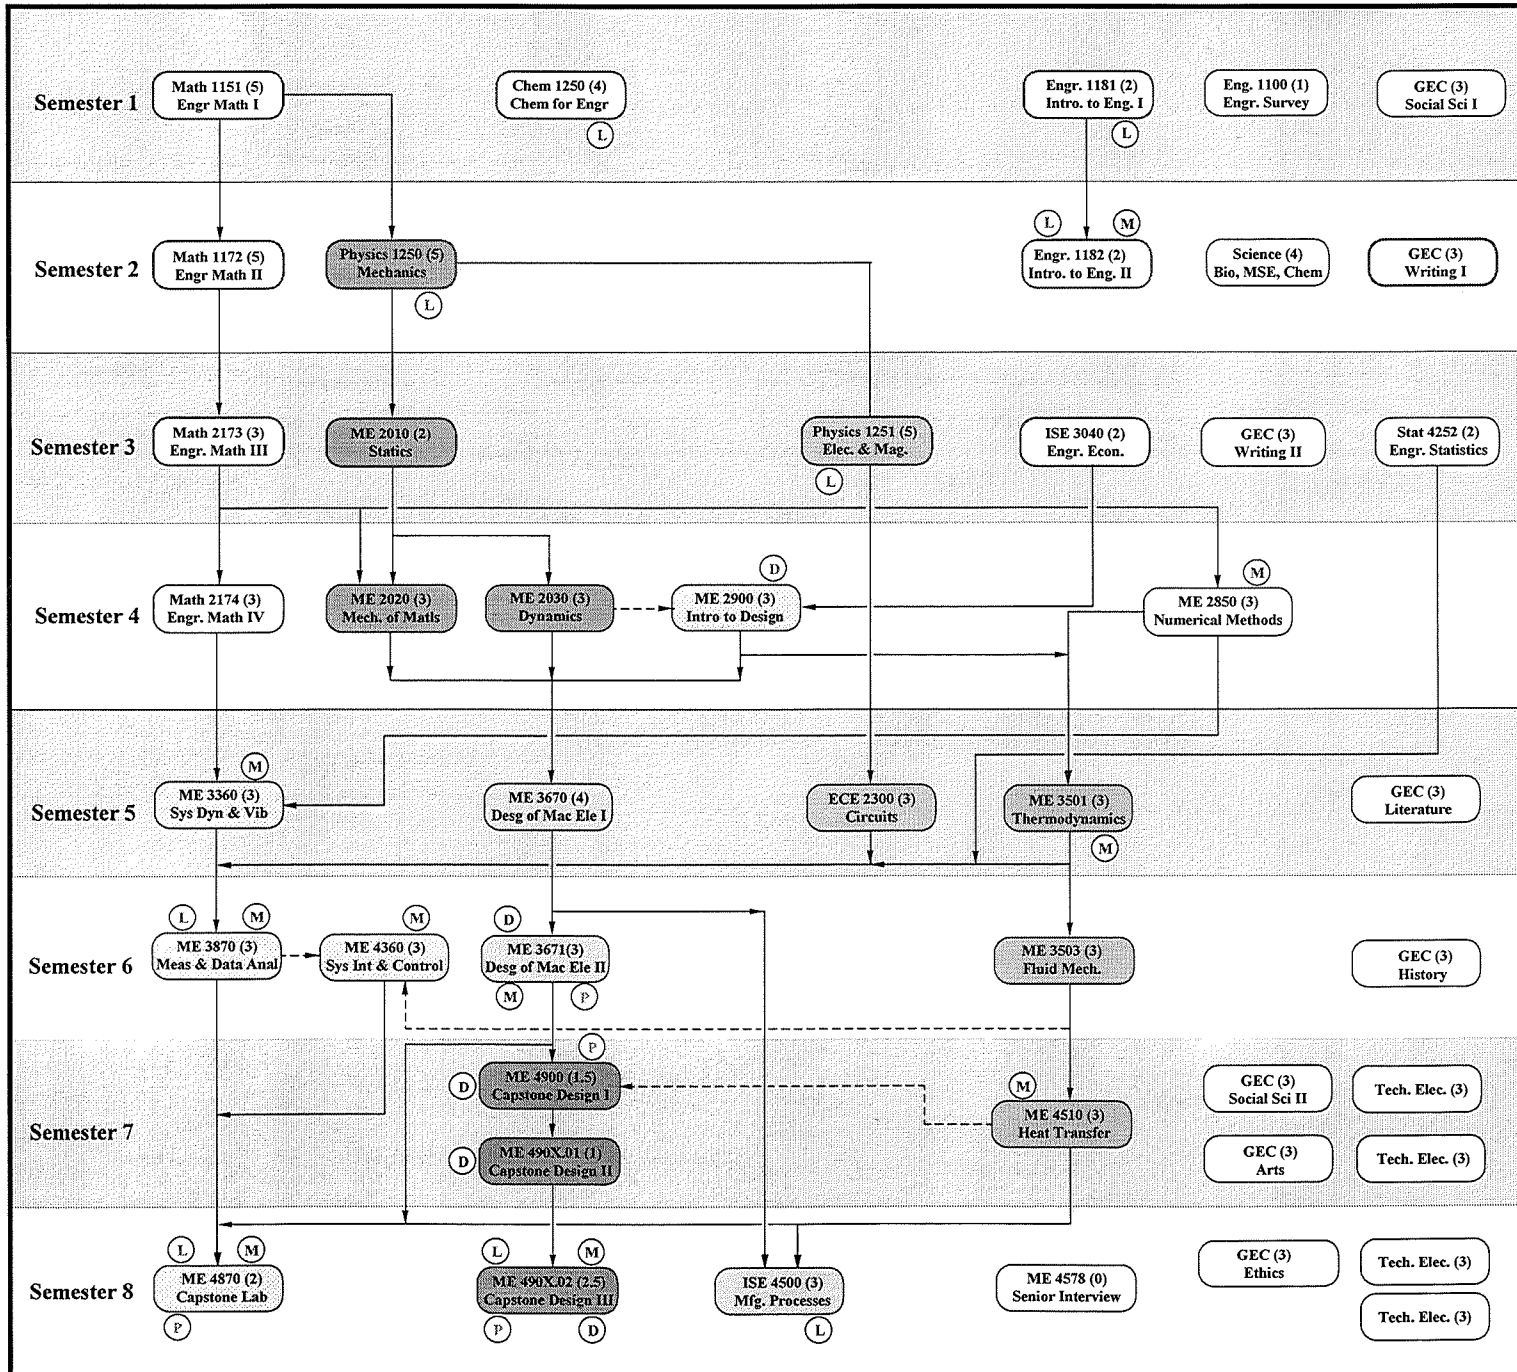 Semester 1
Math 1151 (5)
Engr Math I
Chem 1250 (4)
Chem for Engr
L
Engr. 1181 (2)
Intro. to Eng. I
L
Eng. 1100 (1)
Engr. Survey
GEC (3)
Social Sci I
Semester 2
Math 1172 (5)
Engr Math II
Physics 1250 (5)
Mechanics
L
L
M
Engr. 1182 (2)
Intro. to Eng. II
Science (4)
Bio, MSE, Chem
GEC (3)
Writing I
Semester 3
Math 2173 (3)
Engr. Math III
ME 2010 (2)
Statics
Physics 1251 (5)
Elec. & Mag.
L
ISE 3040 (2)
Engr. Econ.
GEC (3)
Writing II
Stat 4252 (2)
Engr. Statistics
Semester 4
Math 2174 (3)
Engr. Math IV
ME 2020 (3)
Mech. of Matls
ME 2030 (3)
Dynamics
D
ME 2900 (3)
Intro to Design
M
ME 2850 (3)
Numerical Methods
Semester 5
M
ME 3360 (3)
Sys Dyn & Vib
ME 3670 (4)
Desg of Mac Ele I
ECE 2300 (3)
Circuits
ME 3501 (3)
Thermodynamics
M
GEC (3)
Literature
Semester 6
L
M
ME 3870 (3)
Meas & Data Anal
M
ME 4360 (3)
Sys Int & Control
D
ME 3671(3)
Desg of Mac Ele II
M
P
ME 3503 (3)
Fluid Mech.
GEC (3)
History
Semester 7
P
D
ME 4900 (1.5)
Capstone Design I
D
ME 490X.01 (1)
Capstone Design II
M
ME 4510 (3)
Heat Transfer
GEC (3)
Social Sci II
Tech. Elec. (3)
GEC (3)
Arts
Tech. Elec. (3)
Semester 8
L
M
ME 4870 (2)
Capstone Lab
P
L
M
ME 490X.02 (2.5)
Capstone Design III
P
D
ISE 4500 (3)
Mfg. Processes
L
ME 4578 (0)
Senior Interview
GEC (3)
Ethics
Tech. Elec. (3)
Tech. Elec. (3)